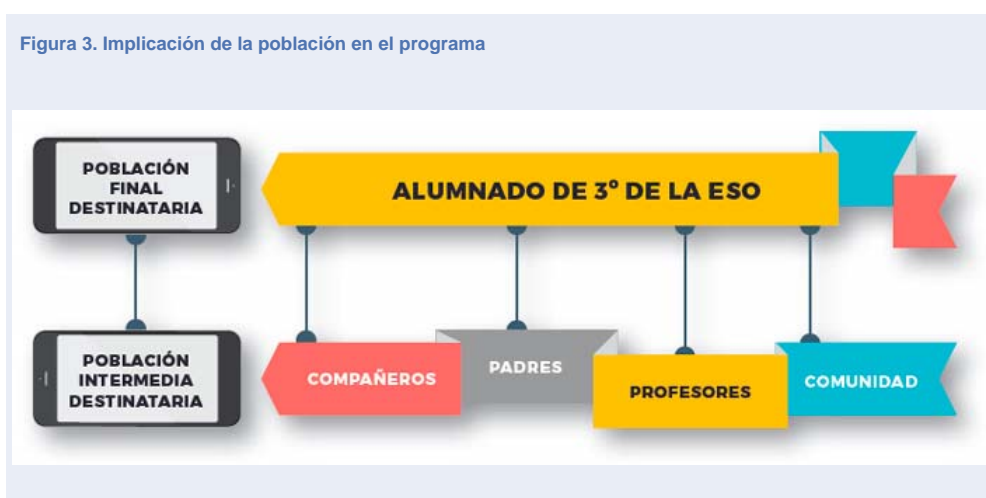 Figura 3. Implicación de la población en el programa
POBLACIÓN
FINAL
DESTINATARIA
ALUMNADO DE 3º DE LA ESO
POBLACIÓN
INTERMEDIA
DESTINATARIA
COMPAÑEROS
PADRES
PROFESORES
COMUNIDAD